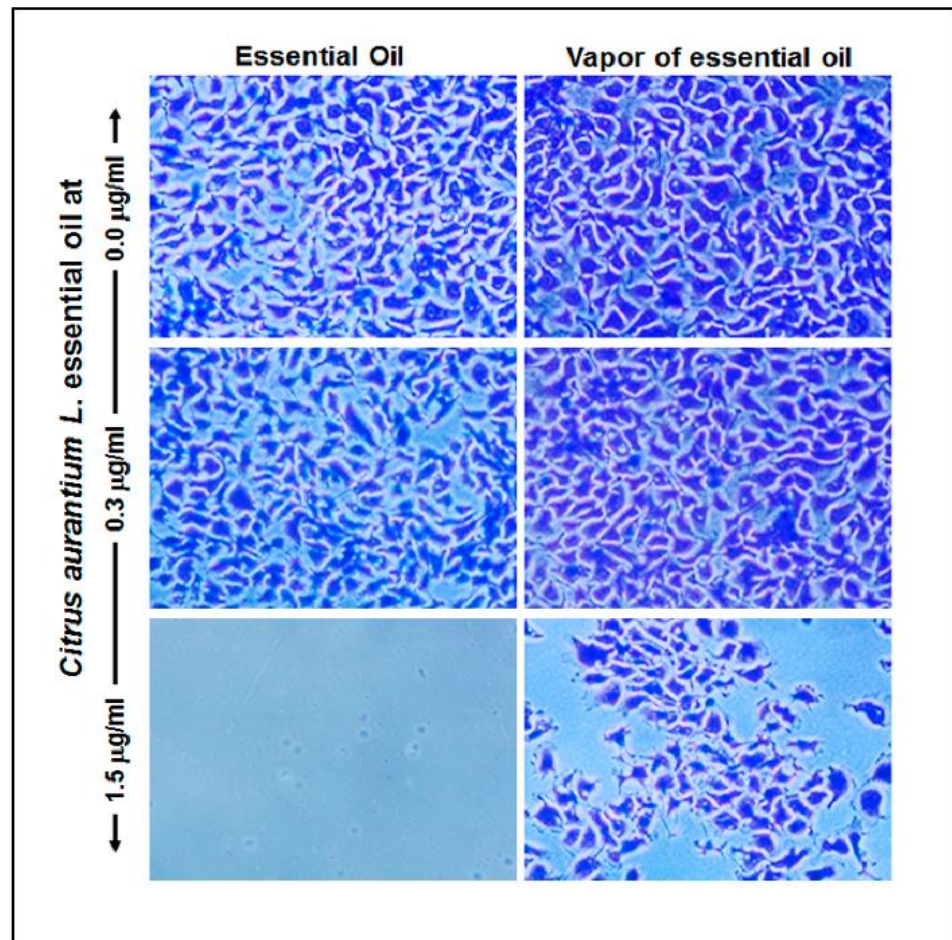 Essential Oil
Vapor of essential oil
Citrus aurantium L. essential oil at
0.0 μg/ml
0.3 μg/ml
1.5 μg/ml